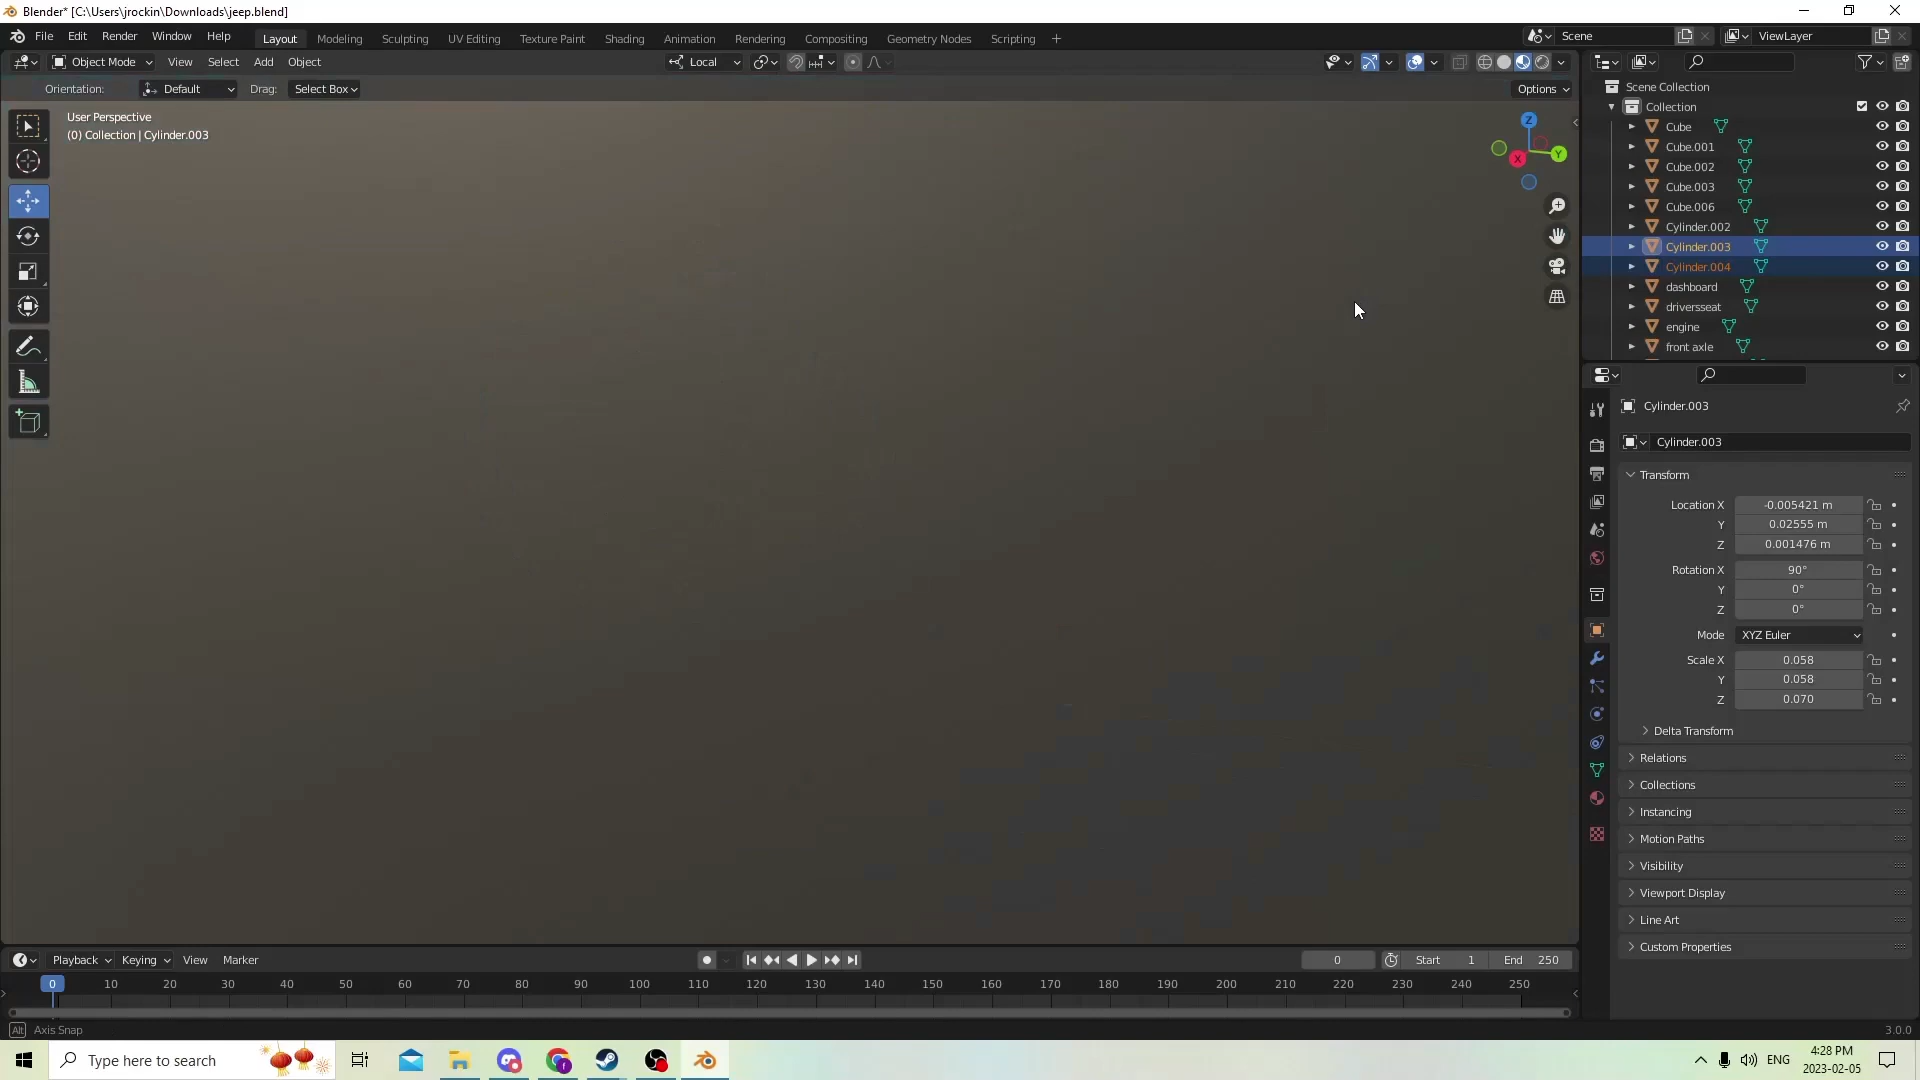 Blender* [C:\Users\jrockin\Downloads\jeep.blend]
File Edit Render Window Help Layout Modeling Sculpting UV Editing Texture Paint Shading Animation Rendering Compositing Geometry Nodes Scripting + Scene ViewLayer
Object Mode View Select Add Object Local
Orientation: Default Drag: Select Box Options
User Perspective
(0) Collection | Cylinder.003
Z
Y
X
Scene Collection
Collection
Cube
Cube.001
Cube.002
Cube.003
Cube.006
Cylinder.002
Cylinder.003
Cylinder.004
dashboard
driversseat
engine
front axle
Cylinder.003
Cylinder.003
Transform
Location X -0.005421 m
Y 0.02555 m
Z 0.001476 m
Rotation X 90°
Y 0°
Z 0°
Mode XYZ Euler
Scale X 0.058
Y 0.058
Z 0.070
Delta Transform
Relations
Collections
Instancing
Motion Paths
Visibility
Viewport Display
Line Art
Custom Properties
Playback Keying View Marker 0 Start 1 End 250
0 10 20 30 40 50 60 70 80 90 100 110 120 130 140 150 160 170 180 190 200 210 220 230 240 250
Alt Axis Snap 3.0.0
Type here to search
ENG
4:28 PM
2023-02-05